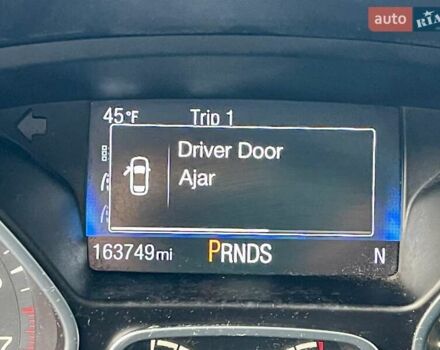 auto RIA
45°F Trip 1
Driver Door
Ajar
163749mi PRNDS N